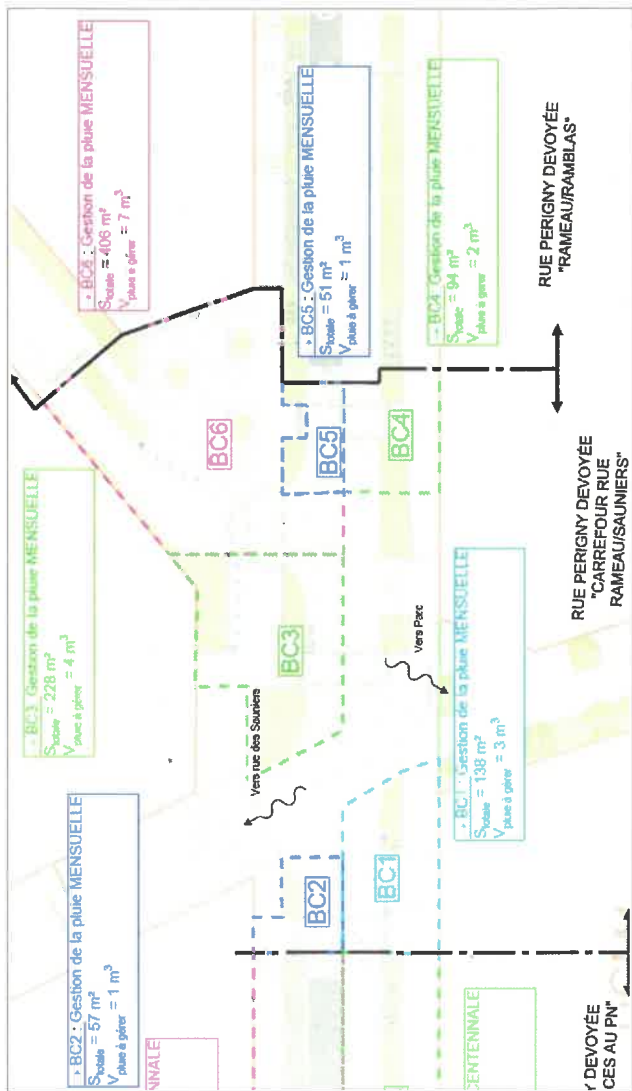 • BC6 : Gestion de la pluie MENSUELLE
Stotale = 406 m²
Vpluie à gérer = 7 m³
• BC5 : Gestion de la pluie MENSUELLE
Stotale = 51 m²
Vpluie à gérer = 1 m³
• BC4 : Gestion de la pluie MENSUELLE
Stotale = 94 m²
Vpluie à gérer = 2 m³
RUE PERIGNY DEVOYÉE
"RAMEAU/RAMBLAS"
BC6
BC5
BC4
• BC3 : Gestion de la pluie MENSUELLE
Stotale = 228 m²
Vpluie à gérer = 4 m³
BC3
Vers rue des Sauniers
Vers Parc
RUE PERIGNY DEVOYÉE
"CARREFOUR RUE
RAMEAU/SAUNIERS"
• BC1 : Gestion de la pluie MENSUELLE
Stotale = 138 m²
Vpluie à gérer = 3 m³
• BC2 : Gestion de la pluie MENSUELLE
Stotale = 57 m²
Vpluie à gérer = 1 m³
BC2
BC1
NNALE
CENTENNALE
Y DEVOYÉE
CES AU PN"